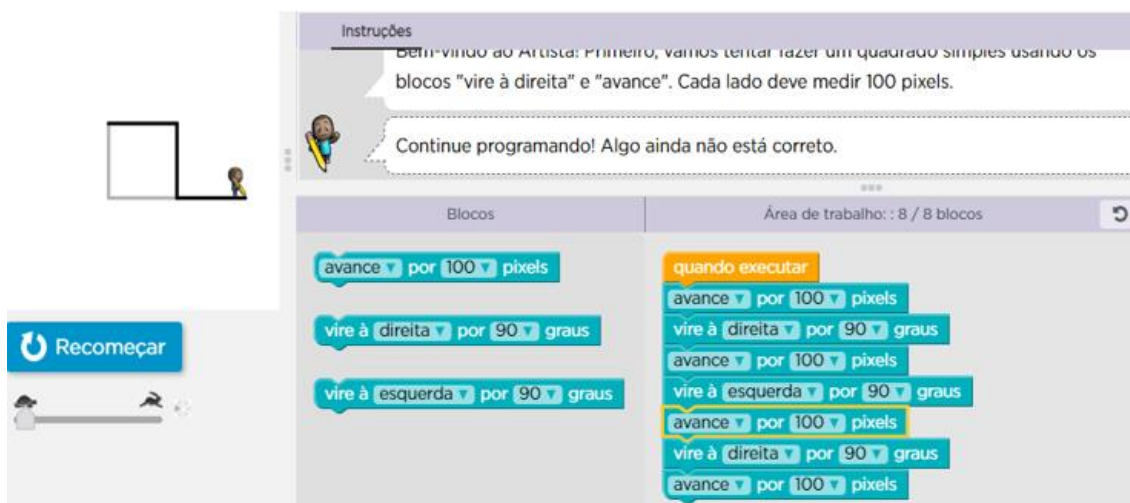 Instruções
Bem-vindo ao Artista! Primeiro, vamos tentar fazer um quadrado simples usando os
blocos "vire à direita" e "avance". Cada lado deve medir 100 pixels.
Continue programando! Algo ainda não está correto.
Blocos
Área de trabalho: : 8 / 8 blocos
avance por 100 pixels
vire à direita por 90 graus
vire à esquerda por 90 graus
quando executar
avance por 100 pixels
vire à direita por 90 graus
avance por 100 pixels
vire à esquerda por 90 graus
avance por 100 pixels
vire à direita por 90 graus
avance por 100 pixels
Recomeçar